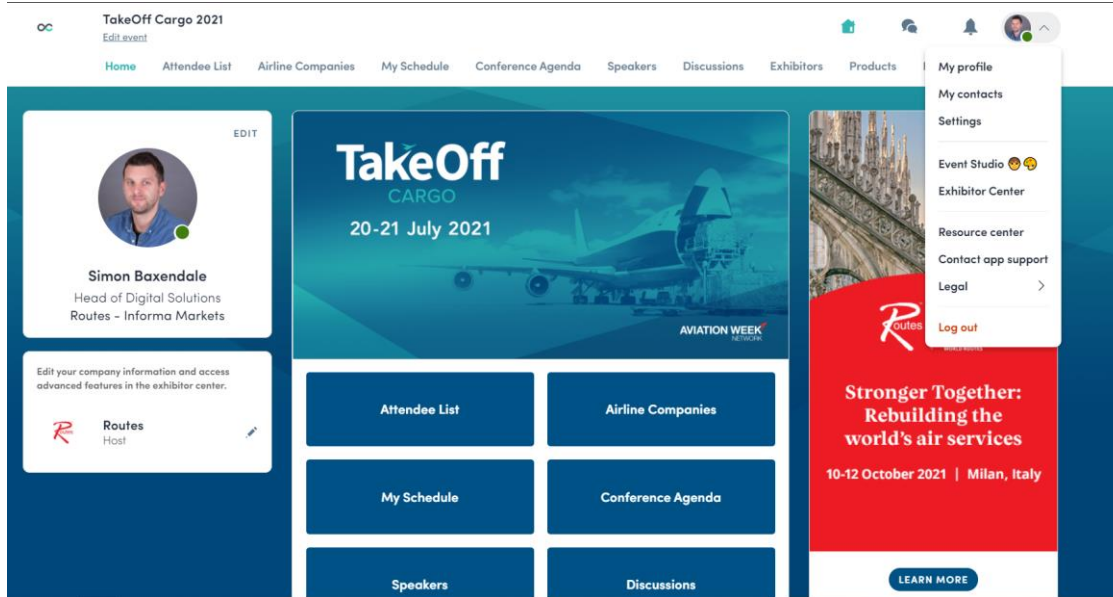 TakeOff Cargo 2021
Edit event
Home Attendee List Airline Companies My Schedule Conference Agenda Speakers Discussions Exhibitors Products
My profile
My contacts
Settings
Event Studio
Exhibitor Center
Resource center
Contact app support
Legal
Log out
EDIT
Simon Baxendale
Head of Digital Solutions
Routes - Informa Markets
Edit your company information and access
advanced features in the exhibitor center.
Routes
Routes
Host
TakeOff
CARGO
20-21 July 2021
AVIATION WEEK
NETWORK
Attendee List
Airline Companies
My Schedule
Conference Agenda
Speakers
Discussions
Routes
WORLD ROUTES
Stronger Together:
Rebuilding the
world's air services
10-12 October 2021 | Milan, Italy
LEARN MORE